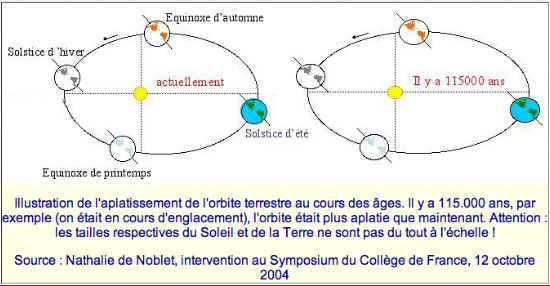 Equinoxe d'automne
Solstice d'hiver
actuellement
Il y a 115000 ans
Solstice d'été
Equinoxe de printemps
Illustration de l'aplatissement de l'orbite terrestre au cours des âges. Il y a 115.000 ans, par
exemple (on était en cours d'englacement), l'orbite était plus aplatie que maintenant. Attention :
les tailles respectives du Soleil et de la Terre ne sont pas du tout à l'échelle !
Source : Nathalie de Noblet, intervention au Symposium du Collège de France, 12 octobre
2004